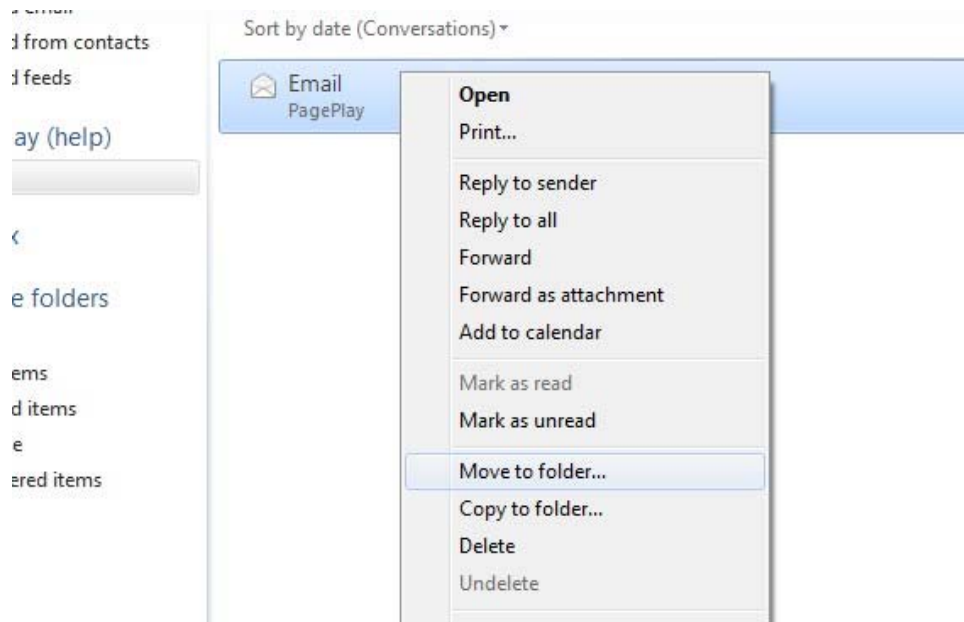 d from contacts
d feeds
ay (help)
x
e folders
ems
d items
e
ered items
Sort by date (Conversations)
Email
PagePlay
Open
Print...
Reply to sender
Reply to all
Forward
Forward as attachment
Add to calendar
Mark as read
Mark as unread
Move to folder...
Copy to folder...
Delete
Undelete